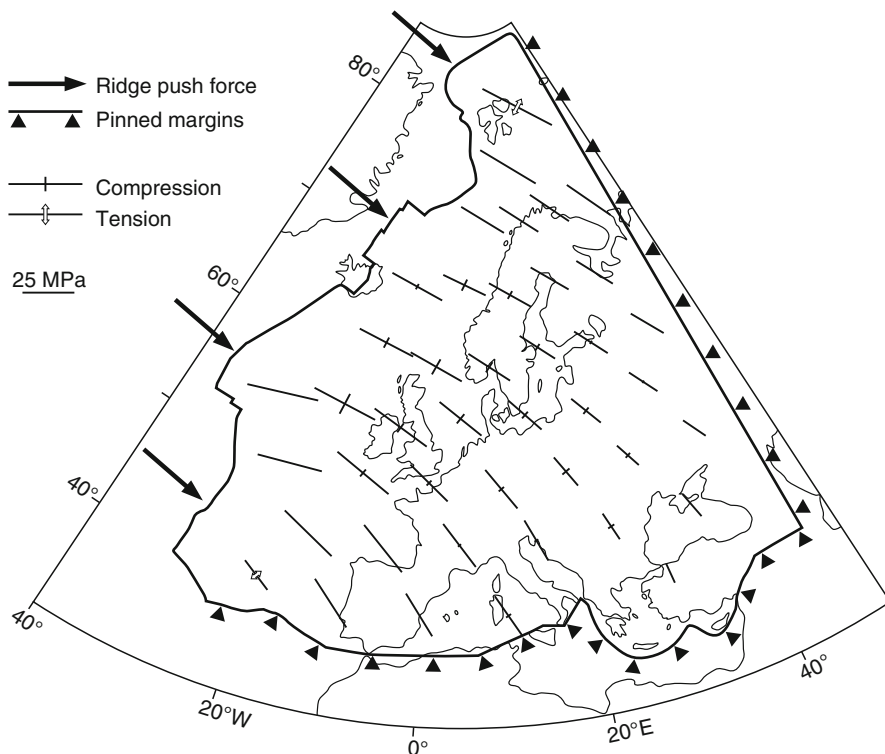 Ridge push force
Pinned margins
Compression
Tension
25 MPa
80°
60°
40°
40°
20°W
0°
20°E
40°